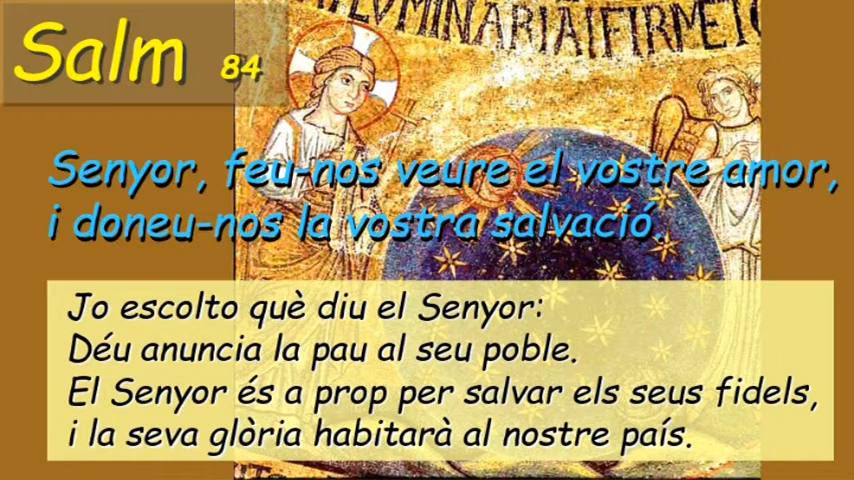 LUMINARIA IFIRMETO
Salm 84
Senyor, feu-nos veure el vostre amor,
i doneu-nos la vostra salvació.
Jo escolto què diu el Senyor:
Déu anuncia la pau al seu poble.
El Senyor és a prop per salvar els seus fidels,
i la seva glòria habitarà al nostre país.